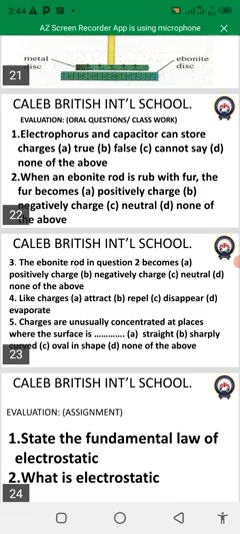 3:44
AZ Screen Recorder App is using microphone
metal
disc
ebonite
disc
21
CALEB BRITISH INT'L SCHOOL.
EVALUATION: (ORAL QUESTIONS/ CLASS WORK)
1.Electrophorus and capacitor can store
charges (a) true (b) false (c) cannot say (d)
none of the above
2.When an ebonite rod is rub with fur, the
fur becomes (a) positively charge (b)
negatively charge (c) neutral (d) none of
the above
22
CALEB BRITISH INT'L SCHOOL.
3. The ebonite rod in question 2 becomes (a)
positively charge (b) negatively charge (c) neutral (d)
none of the above
4. Like charges (a) attract (b) repel (c) disappear (d)
evaporate
5. Charges are unusually concentrated at places
where the surface is ............. (a) straight (b) sharply
curved (c) oval in shape (d) none of the above
23
CALEB BRITISH INT'L SCHOOL.
EVALUATION: (ASSIGNMENT)
1.State the fundamental law of
electrostatic
2.What is electrostatic
24